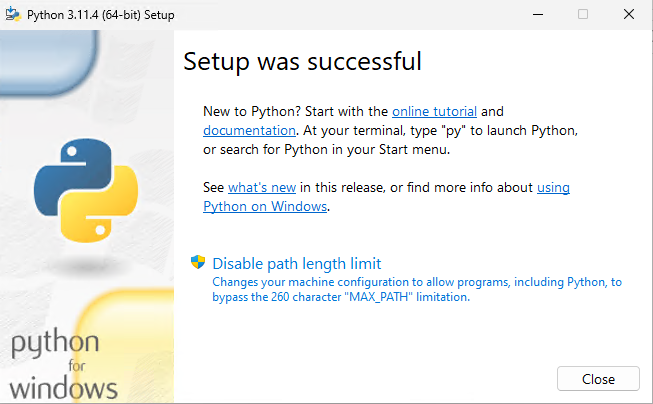 Python 3.11.4 (64-bit) Setup
Setup was successful
New to Python? Start with the online tutorial and
documentation. At your terminal, type "py" to launch Python,
or search for Python in your Start menu.
See what's new in this release, or find more info about using
Python on Windows.
Disable path length limit
Changes your machine configuration to allow programs, including Python, to
bypass the 260 character "MAX_PATH" limitation.
python
for
windows
Close